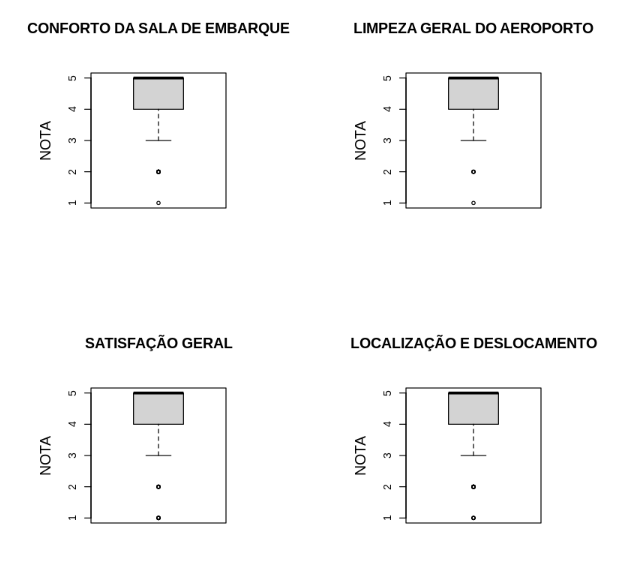 CONFORTO DA SALA DE EMBARQUE
NOTA
5
4
3
2
1
LIMPEZA GERAL DO AEROPORTO
NOTA
5
4
3
2
1
SATISFAÇÃO GERAL
NOTA
5
4
3
2
1
LOCALIZAÇÃO E DESLOCAMENTO
NOTA
5
4
3
2
1